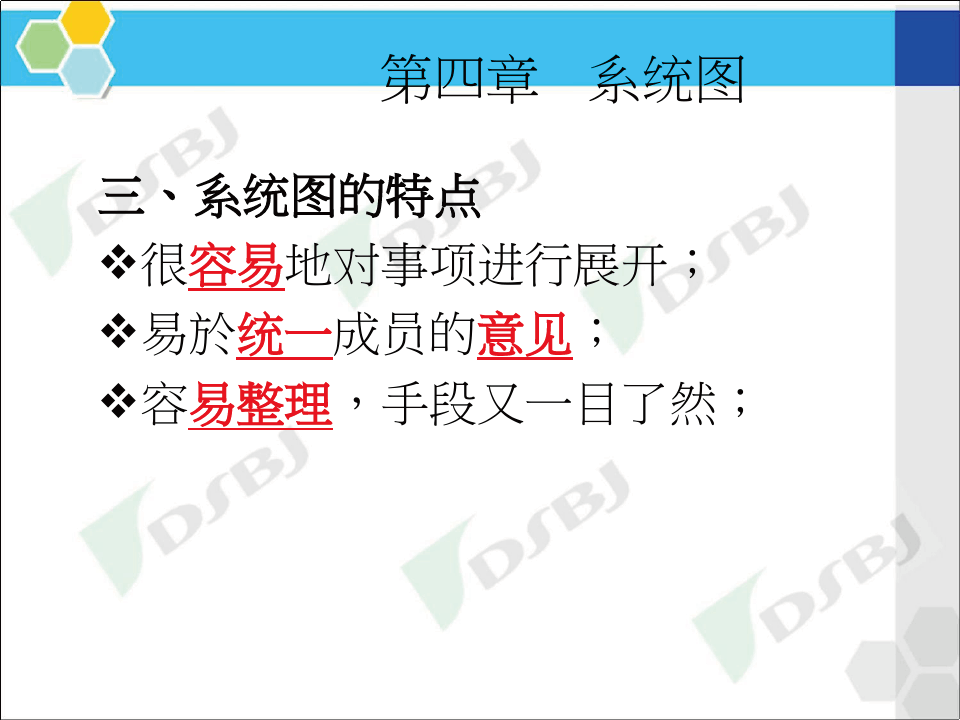 第四章 系统图
三、系统图的特点
❖很容易地对事项进行展开；
❖易於统一成员的意见；
❖容易整理，手段又一目了然；
DSBJ
DSBJ
DSBJ
DSBJ
DSBJ
DSBJ